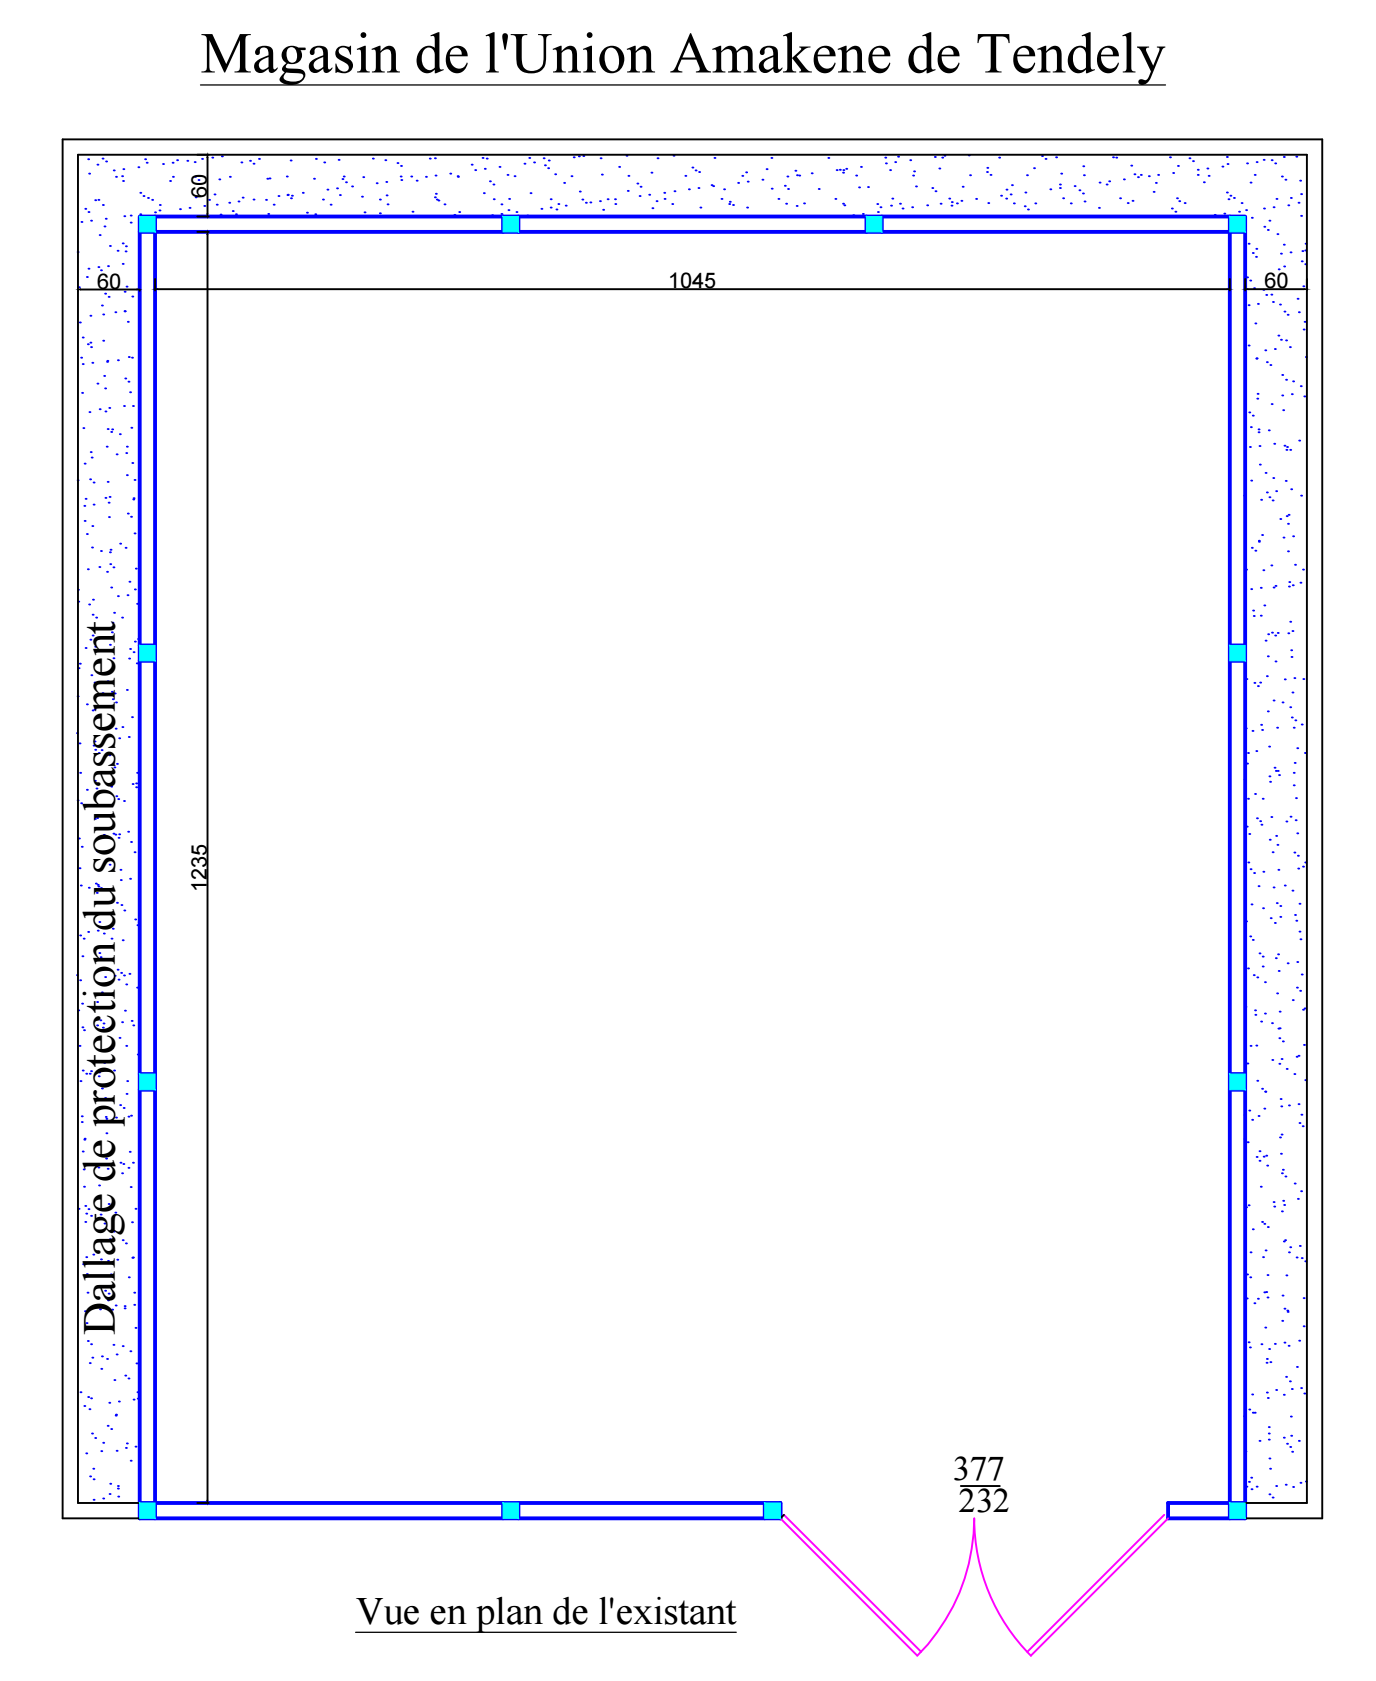 Magasin de l'Union Amakene de Tendely
60
60
1045
60
1235
Dallage de protection du soubassement
377
232
Vue en plan de l'existant